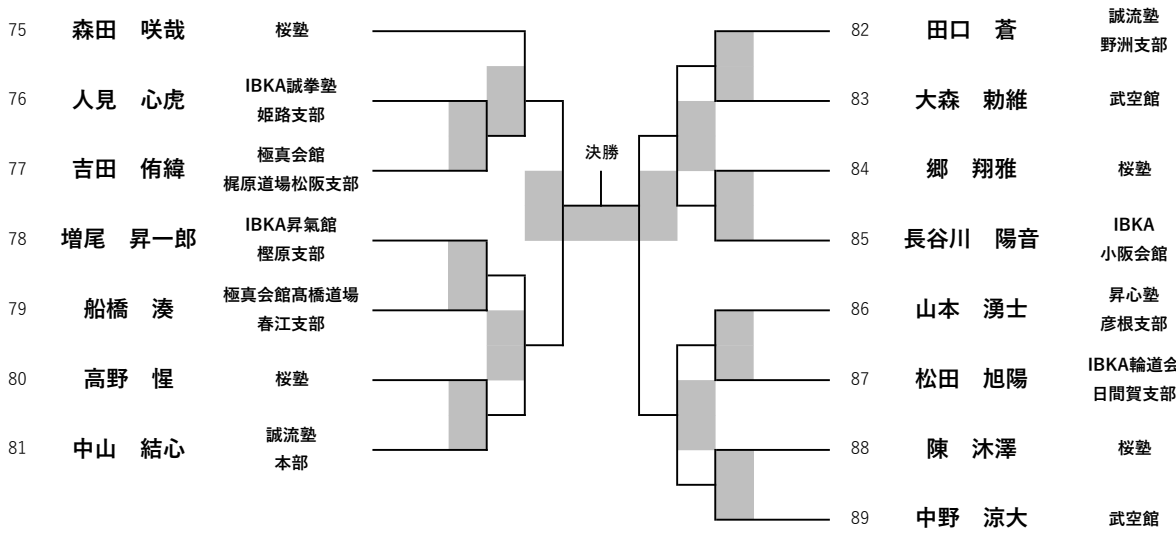 75 森田 咲哉 桜塾
76 人見 心虎 IBKA誠拳塾
姫路支部
77 吉田 侑緯 極真会館
梶原道場松阪支部
78 増尾 昇一郎 IBKA昇氣館
樫原支部
79 船橋 湊 極真会館髙橋道場
春江支部
80 高野 惺 桜塾
81 中山 結心 誠流塾
本部
決勝
82 田口 蒼 誠流塾
野洲支部
83 大森 勅維 武空館
84 郷 翔雅 桜塾
85 長谷川 陽音 IBKA
小阪会館
86 山本 湧士 昇心塾
彦根支部
87 松田 旭陽 IBKA輪道会
日間賀支部
88 陳 沐澤 桜塾
89 中野 涼大 武空館